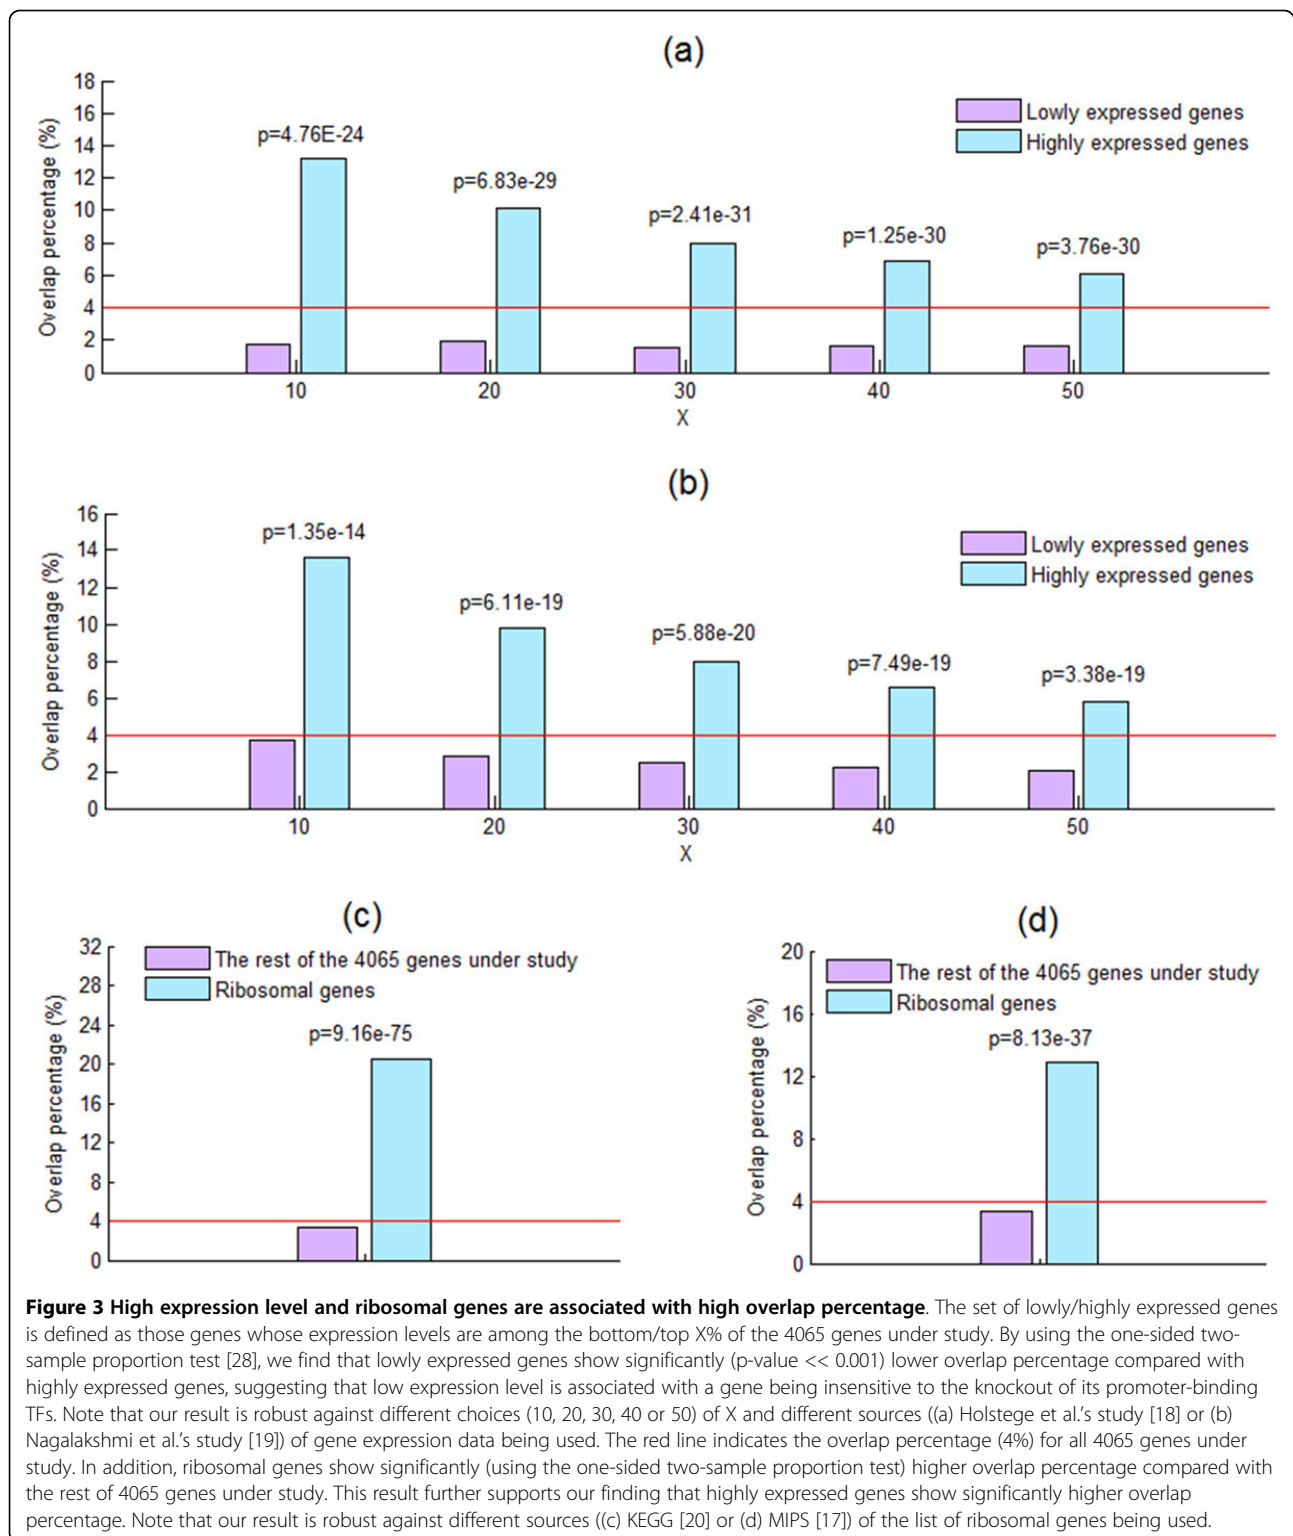 (a)
18
16
14
12
10
8
6
4
2
0
Overlap percentage (%)
Lowly expressed genes
Highly expressed genes
p=4.76E-24
p=6.83e-29
p=2.41e-31
p=1.25e-30
p=3.76e-30
10 20 30 40 50
X
(b)
16
14
12
10
8
6
4
2
0
Overlap percentage (%)
Lowly expressed genes
Highly expressed genes
p=1.35e-14
p=6.11e-19
p=5.88e-20
p=7.49e-19
p=3.38e-19
10 20 30 40 50
X
(c)
32
28
24
20
16
12
8
4
0
Overlap percentage (%)
The rest of the 4065 genes under study
Ribosomal genes
p=9.16e-75
(d)
20
16
12
8
4
0
Overlap percentage (%)
The rest of the 4065 genes under study
Ribosomal genes
p=8.13e-37
Figure 3 High expression level and ribosomal genes are associated with high overlap percentage. The set of lowly/highly expressed genes
is defined as those genes whose expression levels are among the bottom/top X% of the 4065 genes under study. By using the one-sided two-
sample proportion test [28], we find that lowly expressed genes show significantly (p-value << 0.001) lower overlap percentage compared with
highly expressed genes, suggesting that low expression level is associated with a gene being insensitive to the knockout of its promoter-binding
TFs. Note that our result is robust against different choices (10, 20, 30, 40 or 50) of X and different sources ((a) Holstege et al.'s study [18] or (b)
Nagalakshmi et al.'s study [19]) of gene expression data being used. The red line indicates the overlap percentage (4%) for all 4065 genes under
study. In addition, ribosomal genes show significantly (using the one-sided two-sample proportion test) higher overlap percentage compared with
the rest of 4065 genes under study. This result further supports our finding that highly expressed genes show significantly higher overlap
percentage. Note that our result is robust against different sources ((c) KEGG [20] or (d) MIPS [17]) of the list of ribosomal genes being used.